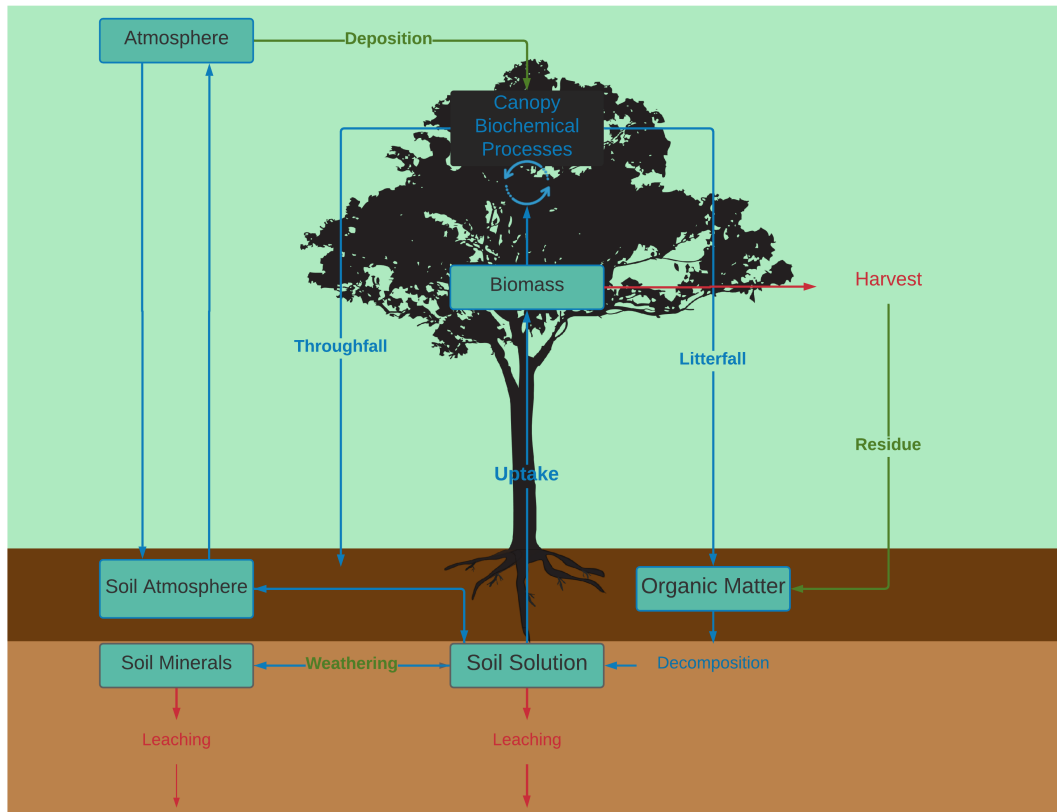 Atmosphere
Deposition
Canopy
Biochemical
Processes
Biomass
Harvest
Throughfall
Litterfall
Residue
Uptake
Soil Atmosphere
Organic Matter
Soil Minerals
Weathering
Soil Solution
Decomposition
Leaching
Leaching